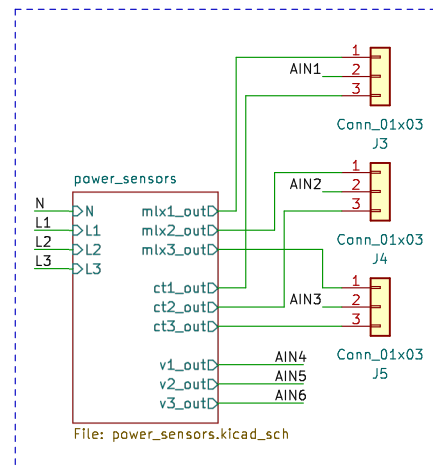 1
AIN1 2
3
Conn_01x03
J3
power_sensors
1
AIN2 2
3
Conn_01x03
J4
N N mlx1_out
L1 L1 mlx2_out
L2 L2 mlx3_out
L3 L3
ct1_out
ct2_out
ct3_out
1
AIN3 2
3
Conn_01x03
J5
v1_out AIN4
v2_out AIN5
v3_out AIN6
File: power_sensors.kicad_sch